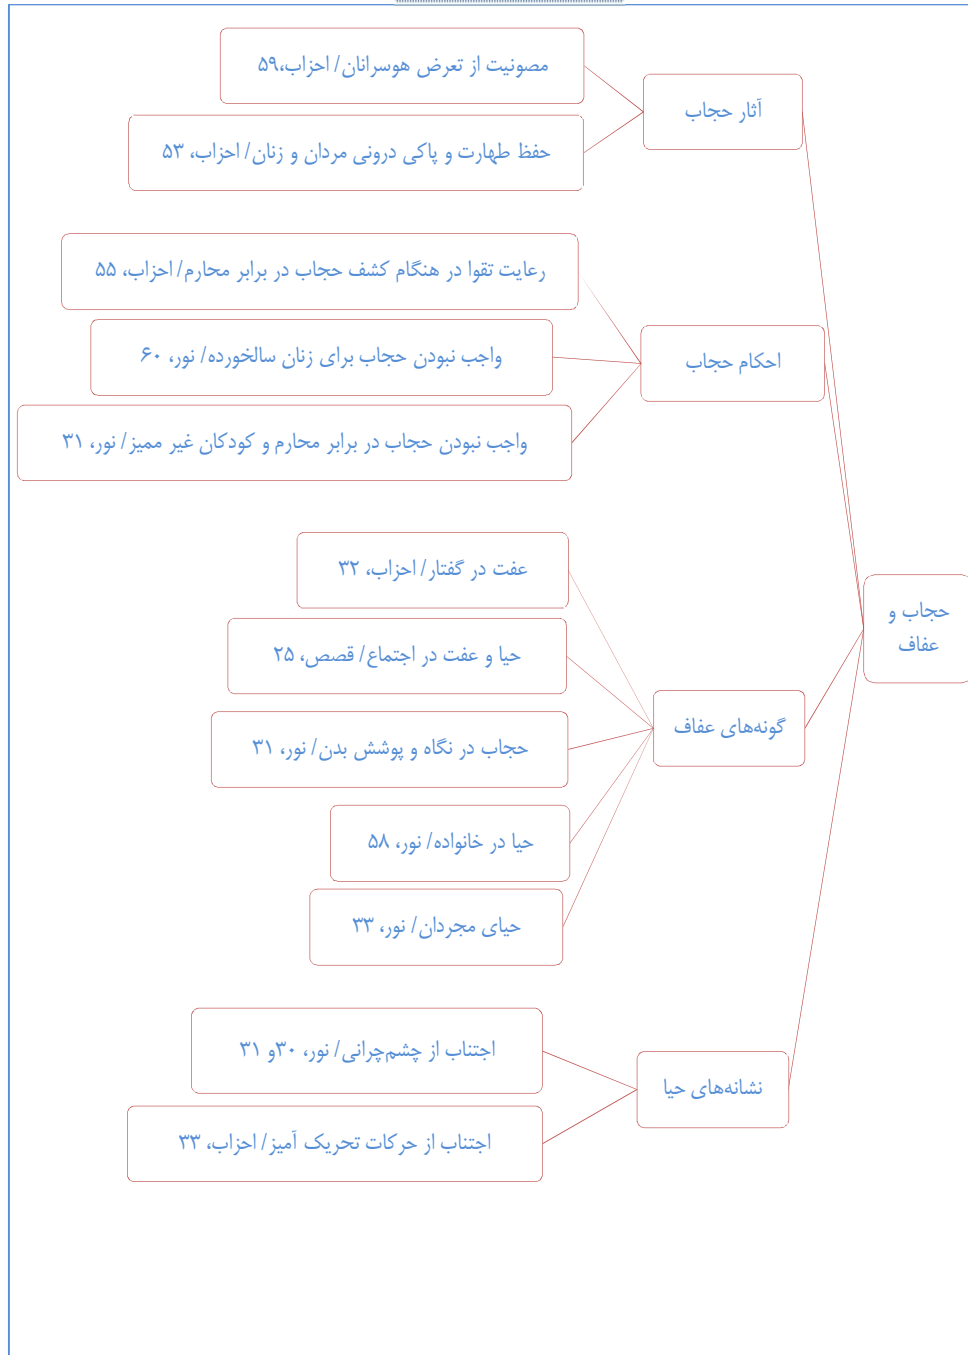 حجاب و
عفاف
آثار حجاب
مصونیت از تعرض هوسرانان/ احزاب،۵۹
حفظ طهارت و پاکی درونی مردان و زنان/ احزاب، ۵۳
احکام حجاب
رعایت تقوا در هنگام کشف حجاب در برابر محارم/ احزاب، ۵۵
واجب نبودن حجاب برای زنان سالخورده/ نور، ۶۰
واجب نبودن حجاب در برابر محارم و کودکان غیر ممیز/ نور، ۳۱
گونه‌های عفاف
عفت در گفتار/ احزاب، ۳۲
حیا و عفت در اجتماع/ قصص، ۲۵
حجاب در نگاه و پوشش بدن/ نور، ۳۱
حیا در خانواده/ نور، ۵۸
حیای مجردان/ نور، ۳۳
نشانه‌های حیا
اجتناب از چشم‌چرانی/ نور، ۳۰و ۳۱
اجتناب از حرکات تحریک آمیز/ احزاب، ۳۳